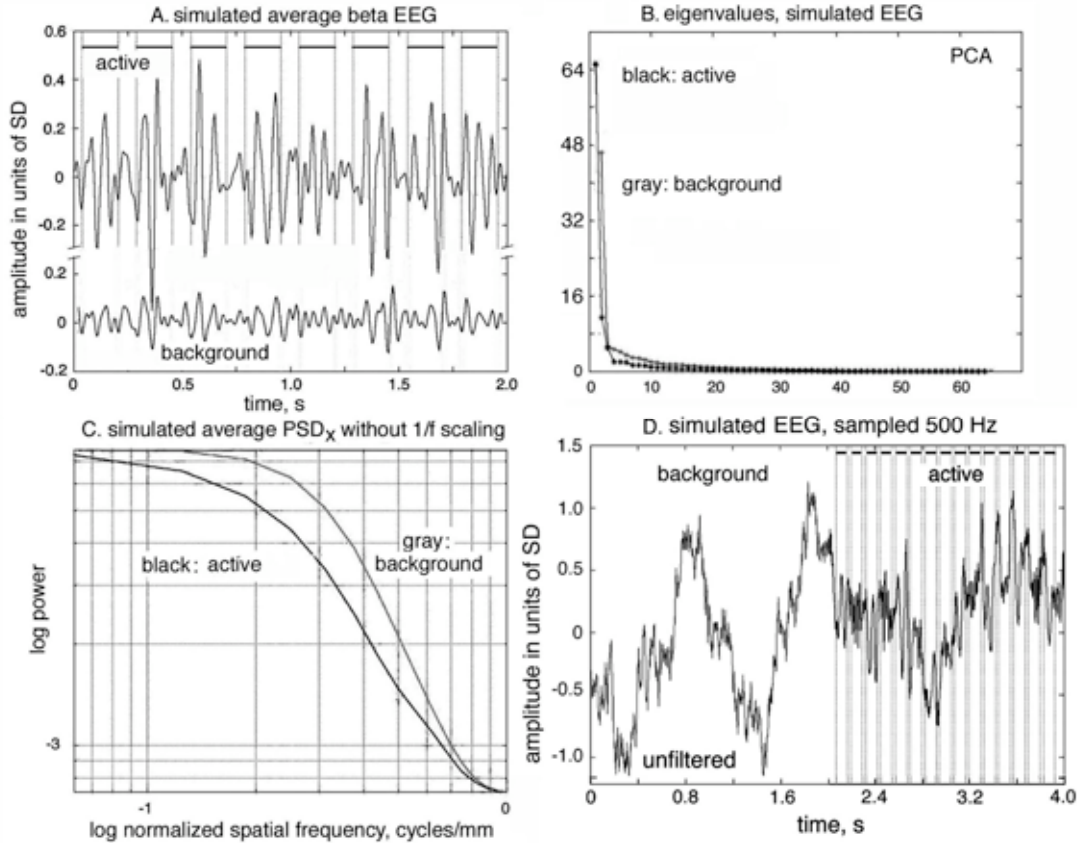 A. simulated average beta EEG
0.6
0.4
0.2
0
-0.2
0.2
0
-0.2
active
background
amplitude in units of SD
0
0.5
1.0
1.5
2.0
time, s
B. eigenvalues, simulated EEG
64
48
32
16
0
PCA
black: active
gray: background
0
10
20
30
40
50
60
C. simulated average PSDx without 1/f scaling
black: active
gray:
background
log power
-3
-1
0
log normalized spatial frequency, cycles/mm
D. simulated EEG, sampled 500 Hz
1.5
1.0
0.5
0
-0.5
-1.0
background
active
unfiltered
amplitude in units of SD
0
0.8
1.6
2.4
3.2
4.0
time, s